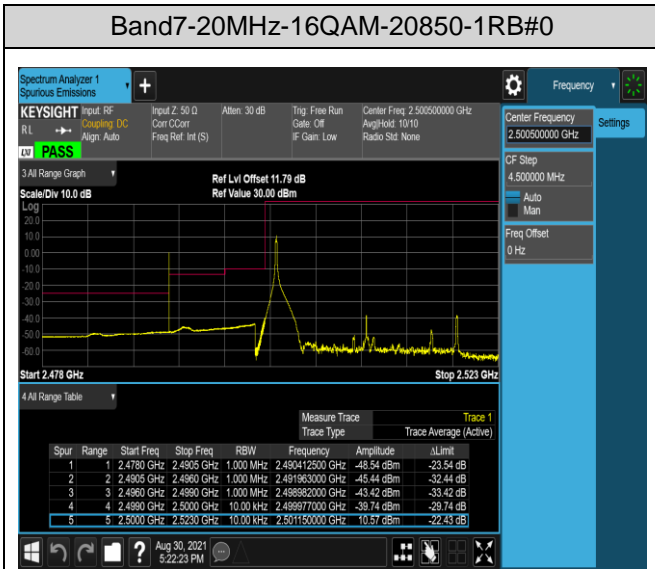 Band7-20MHz-16QAM-20850-1RB#0
Spectrum Analyzer 1
Spurious Emissions
Frequency
KEYSIGHT
RL
LXI
PASS
Input: RF
Coupling: DC
Align: Auto
Input Z: 50 Ω
Corr CCorr
Freq Ref: Int (S)
Atten: 30 dB
Trig: Free Run
Gate: Off
IF Gain: Low
Center Freq: 2.500500000 GHz
Avg|Hold: 10/10
Radio Std: None
Center Frequency
2.500500000 GHz
Settings
CF Step
4.500000 MHz
Auto
Man
Freq Offset
0 Hz
3 All Range Graph
Scale/Div 10.0 dB
Ref Lvl Offset 11.79 dB
Ref Value 30.00 dBm
Log
20.0
10.0
0.00
-10.0
-20.0
-30.0
-40.0
-50.0
-60.0
Start 2.478 GHz
Stop 2.523 GHz
4 All Range Table
Measure Trace Trace 1
Trace Type Trace Average (Active)
Spur Range Start Freq Stop Freq RBW Frequency Amplitude ΔLimit
1 1 2.4780 GHz 2.4905 GHz 1.000 MHz 2.490412500 GHz -48.54 dBm -23.54 dB
2 2 2.4905 GHz 2.4960 GHz 1.000 MHz 2.491963000 GHz -45.44 dBm -32.44 dB
3 3 2.4960 GHz 2.4990 GHz 1.000 MHz 2.498982000 GHz -43.42 dBm -33.42 dB
4 4 2.4990 GHz 2.5000 GHz 10.00 kHz 2.499977000 GHz -39.74 dBm -29.74 dB
5 5 2.5000 GHz 2.5230 GHz 10.00 kHz 2.501150000 GHz 10.57 dBm -22.43 dB
Aug 30, 2021
5:22:23 PM